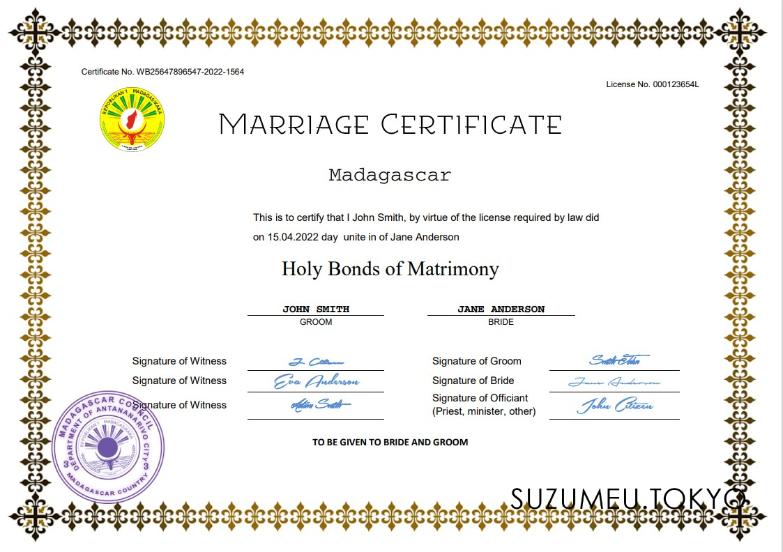 Certificate No. WB25647896547-2022-1564
License No. 000123654L
REPOBLIKAN'I MADAGASIKARA
MARRIAGE CERTIFICATE
Madagascar
This is to certify that I John Smith, by virtue of the license required by law did
on 15.04.2022 day unite in of Jane Anderson
Holy Bonds of Matrimony
JOHN SMITH JANE ANDERSON
GROOM BRIDE
Signature of Witness Signature of Groom
Signature of Witness Eva Anderson Signature of Bride Jane Anderson
Signature of Witness Signature of Officiant John Citizen
(Priest, minister, other)
MADAGASCAR COUNCIL
DEPARTMENT OF ANTANANARIVO CITY
3 3
MADAGASCAR COUNTRY
TO BE GIVEN TO BRIDE AND GROOM
SUZUMEU.TOKYO